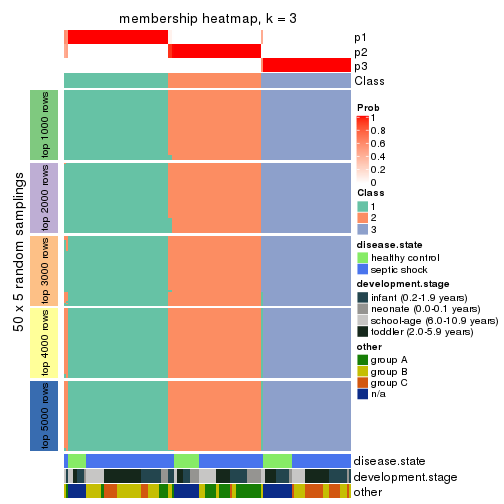 membership heatmap, k = 3
p1
p2
p3
Class
50 x 5 random samplings
top 1000 rows
top 2000 rows
top 3000 rows
top 4000 rows
top 5000 rows
Prob
1
0.8
0.6
0.4
0.2
0
Class
1
2
3
disease.state
healthy control
septic shock
development.stage
infant (0.2-1.9 years)
neonate (0.0-0.1 years)
school-age (6.0-10.9 years)
toddler (2.0-5.9 years)
other
group A
group B
group C
n/a
disease.state
development.stage
other